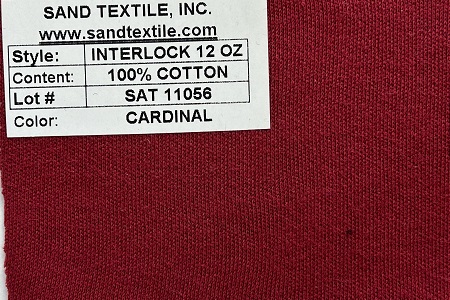 SAND TEXTILE, INC.
www.sandtextile.com
Style: INTERLOCK 12 OZ
Content: 100% COTTON
Lot # SAT 11056
Color: CARDINAL